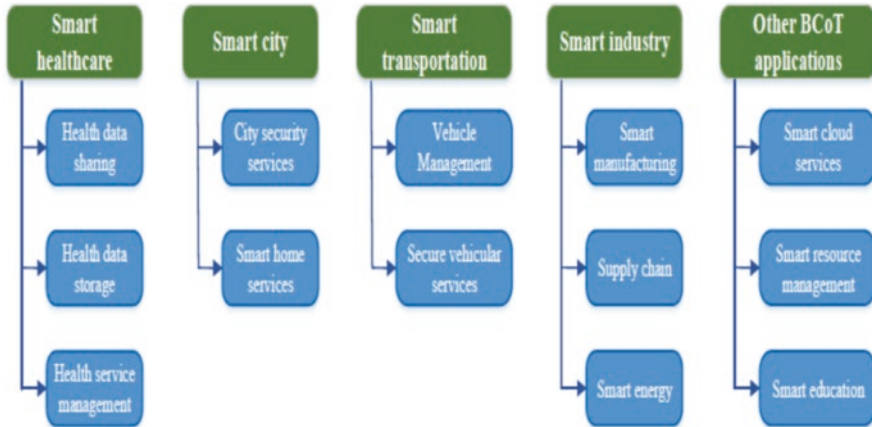 Smart
healthcare
Health data
sharing
Health data
storage
Health service
management
Smart city
City security
services
Smart home
services
Smart
transportation
Vehicle
Management
Secure vehicular
services
Smart industry
Smart
manufacturing
Supply chain
Smart energy
Other BCoT
applications
Smart cloud
services
Smart resource
management
Smart education